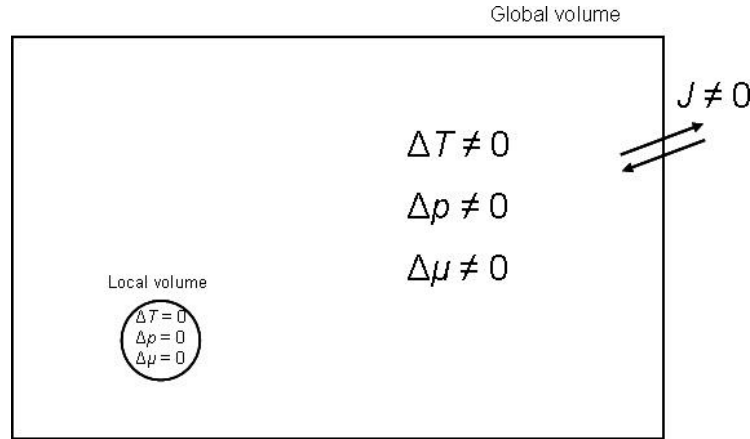 Global volume
J ≠ 0
ΔT ≠ 0
Δp ≠ 0
Δμ ≠ 0
Local volume
ΔT = 0
Δp = 0
Δμ = 0